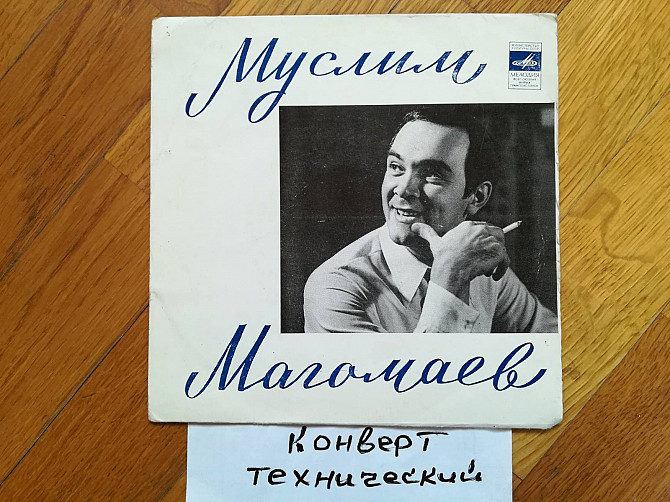 Муслим
МЕЛОДИЯ
Магомаев
Конверт
технический